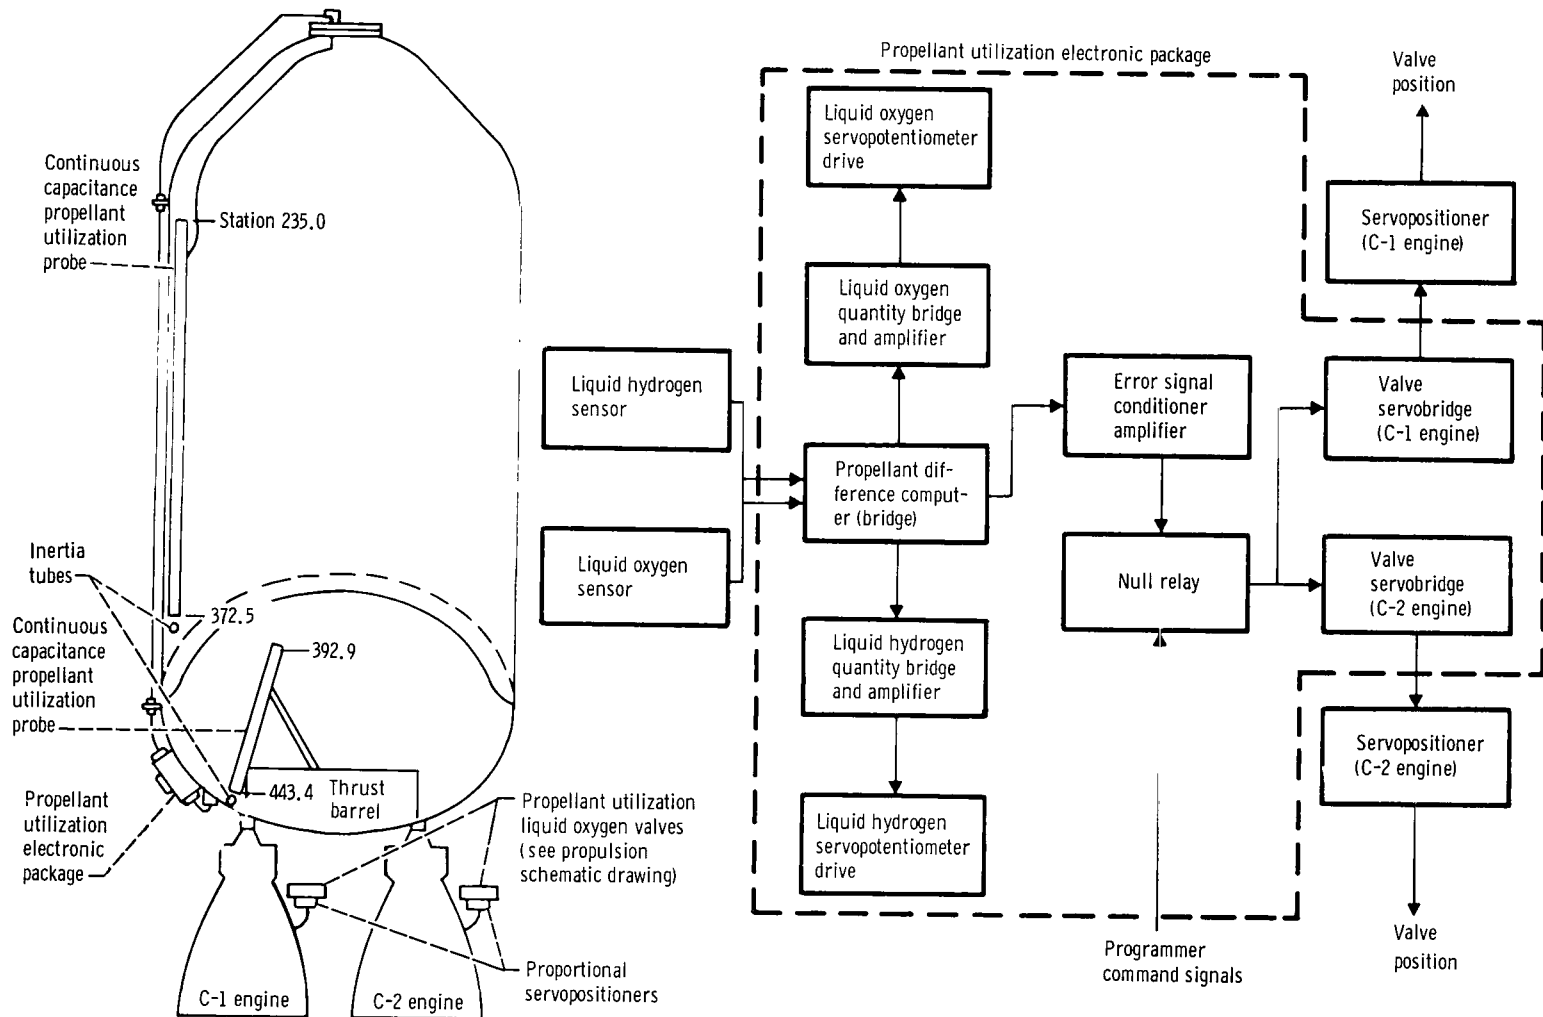 Propellant utilization electronic package
Continuous
capacitance
propellant
utilization
probe
Station 235.0
Inertia
tubes
372.5
Continuous
capacitance
propellant
utilization
probe
392.9
443.4
Thrust
barrel
Propellant
utilization
electronic
package
Propellant utilization
liquid oxygen valves
(see propulsion
schematic drawing)
Proportional
servopositioners
C-1 engine
C-2 engine
Liquid hydrogen
sensor
Liquid oxygen
sensor
Liquid oxygen
servopotentiometer
drive
Liquid oxygen
quantity bridge
and amplifier
Propellant dif-
ference comput-
er (bridge)
Liquid hydrogen
quantity bridge
and amplifier
Liquid hydrogen
servopotentiometer
drive
Error signal
conditioner
amplifier
Null relay
Programmer
command signals
Valve
position
Servopositioner
(C-1 engine)
Valve
servobridge
(C-1 engine)
Valve
servobridge
(C-2 engine)
Servopositioner
(C-2 engine)
Valve
position